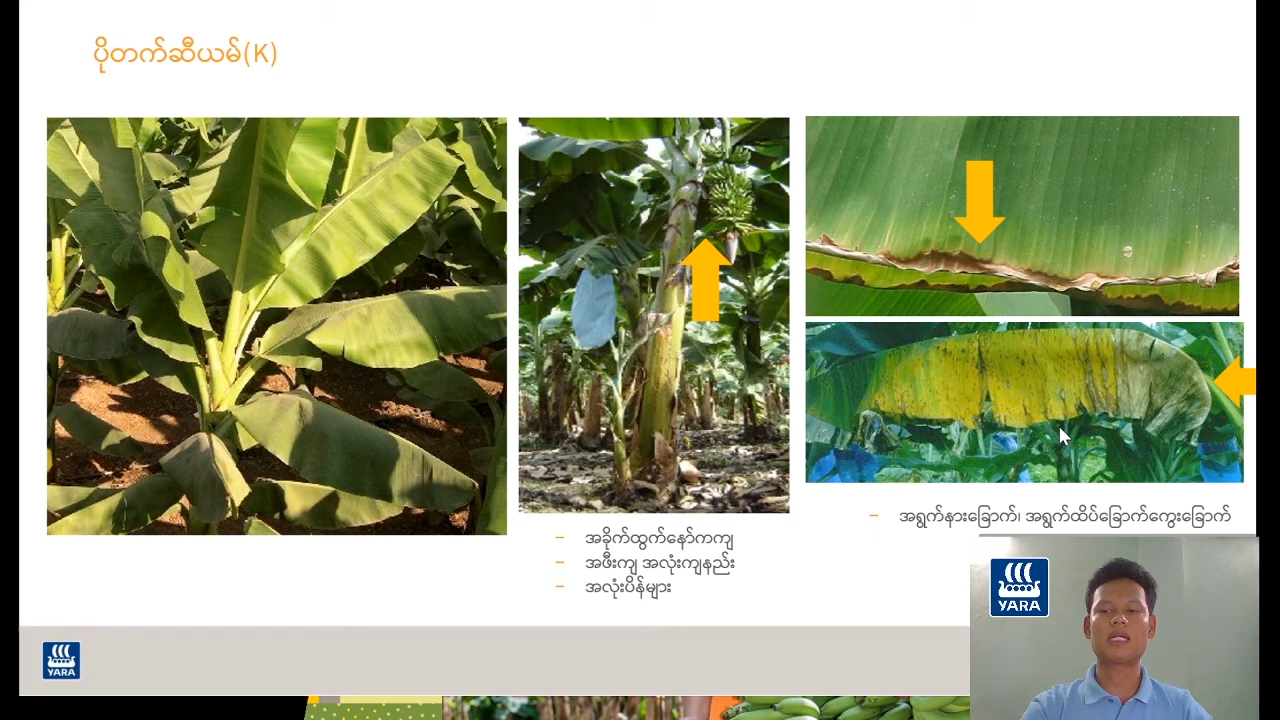 ပိုတက်ဆီယမ်(K)
– အခိုက်ထွက်နော်ကကျ
– အဖီးကျ အလုံးကျနည်း
– အလုံးပိန်များ
– အရွက်နားခြောက်၊ အရွက်ထိပ်ခြောက်ကွေးခြောက်
YARA
YARA